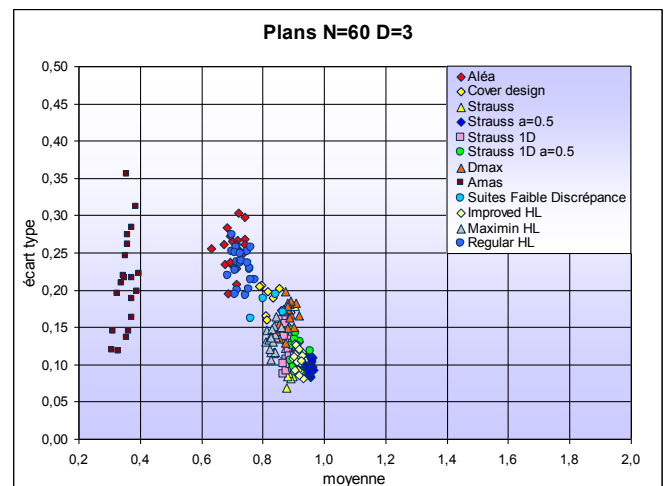 Plans N=60 D=3
0,50
0,45
0,40
0,35
0,30
0,25
0,20
0,15
0,10
0,05
0,00
écart type
Aléa
Cover design
Strauss
Strauss a=0.5
Strauss 1D
Strauss 1D a=0.5
Dmax
Amas
Suites Faible Discrépance
Improved HL
Maximin HL
Regular HL
0,2 0,4 0,6 0,8 1,0 1,2 1,4 1,6 1,8 2,0
moyenne